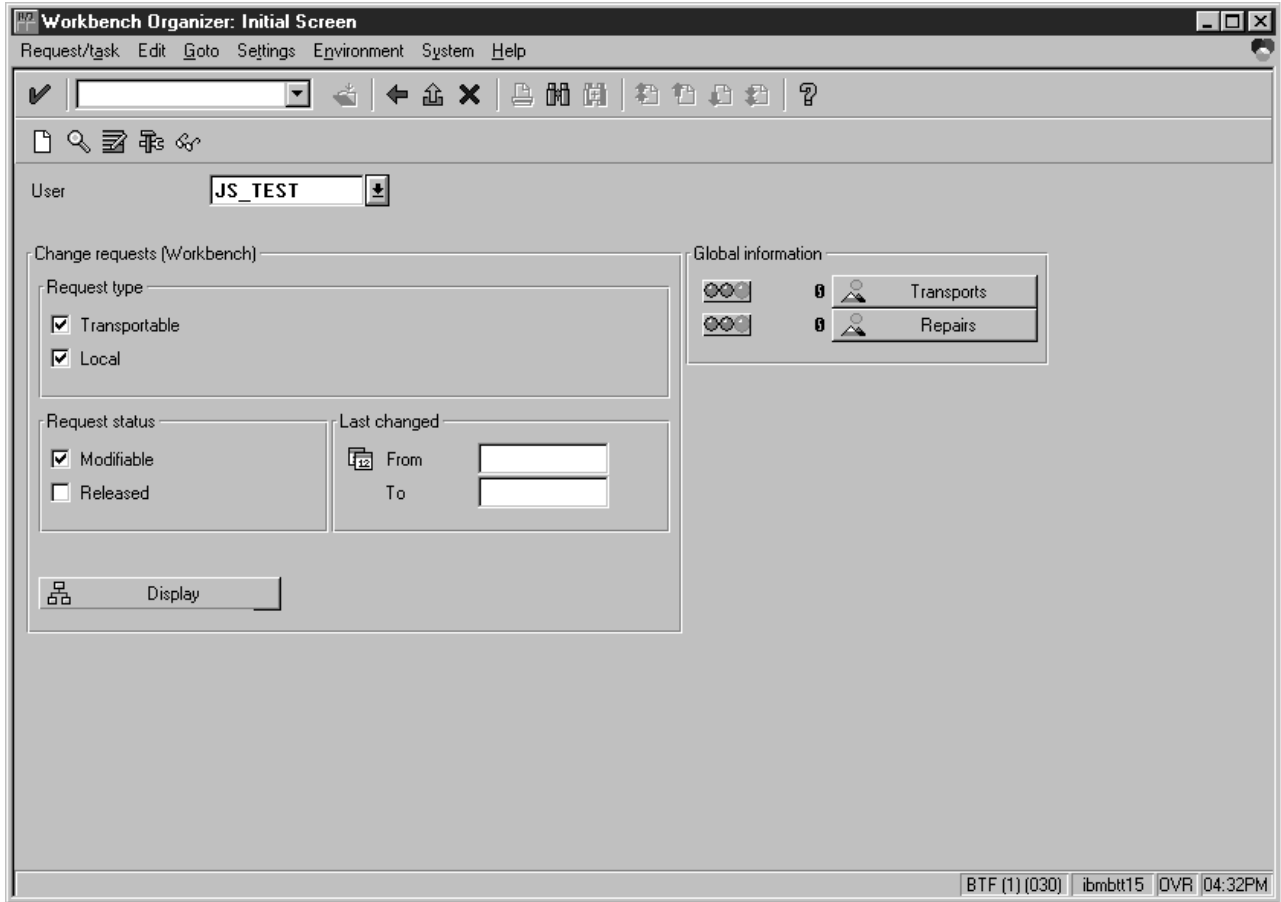 Workbench Organizer: Initial Screen
Request/task Edit Goto Settings Environment System Help
User JS_TEST
Change requests (Workbench)
Request type
Transportable
Local
Request status
Modifiable
Released
Last changed
12 From
To
Display
Global information
0 Transports
0 Repairs
BTF (1) (030) ibmbtt15 OVR 04:32PM